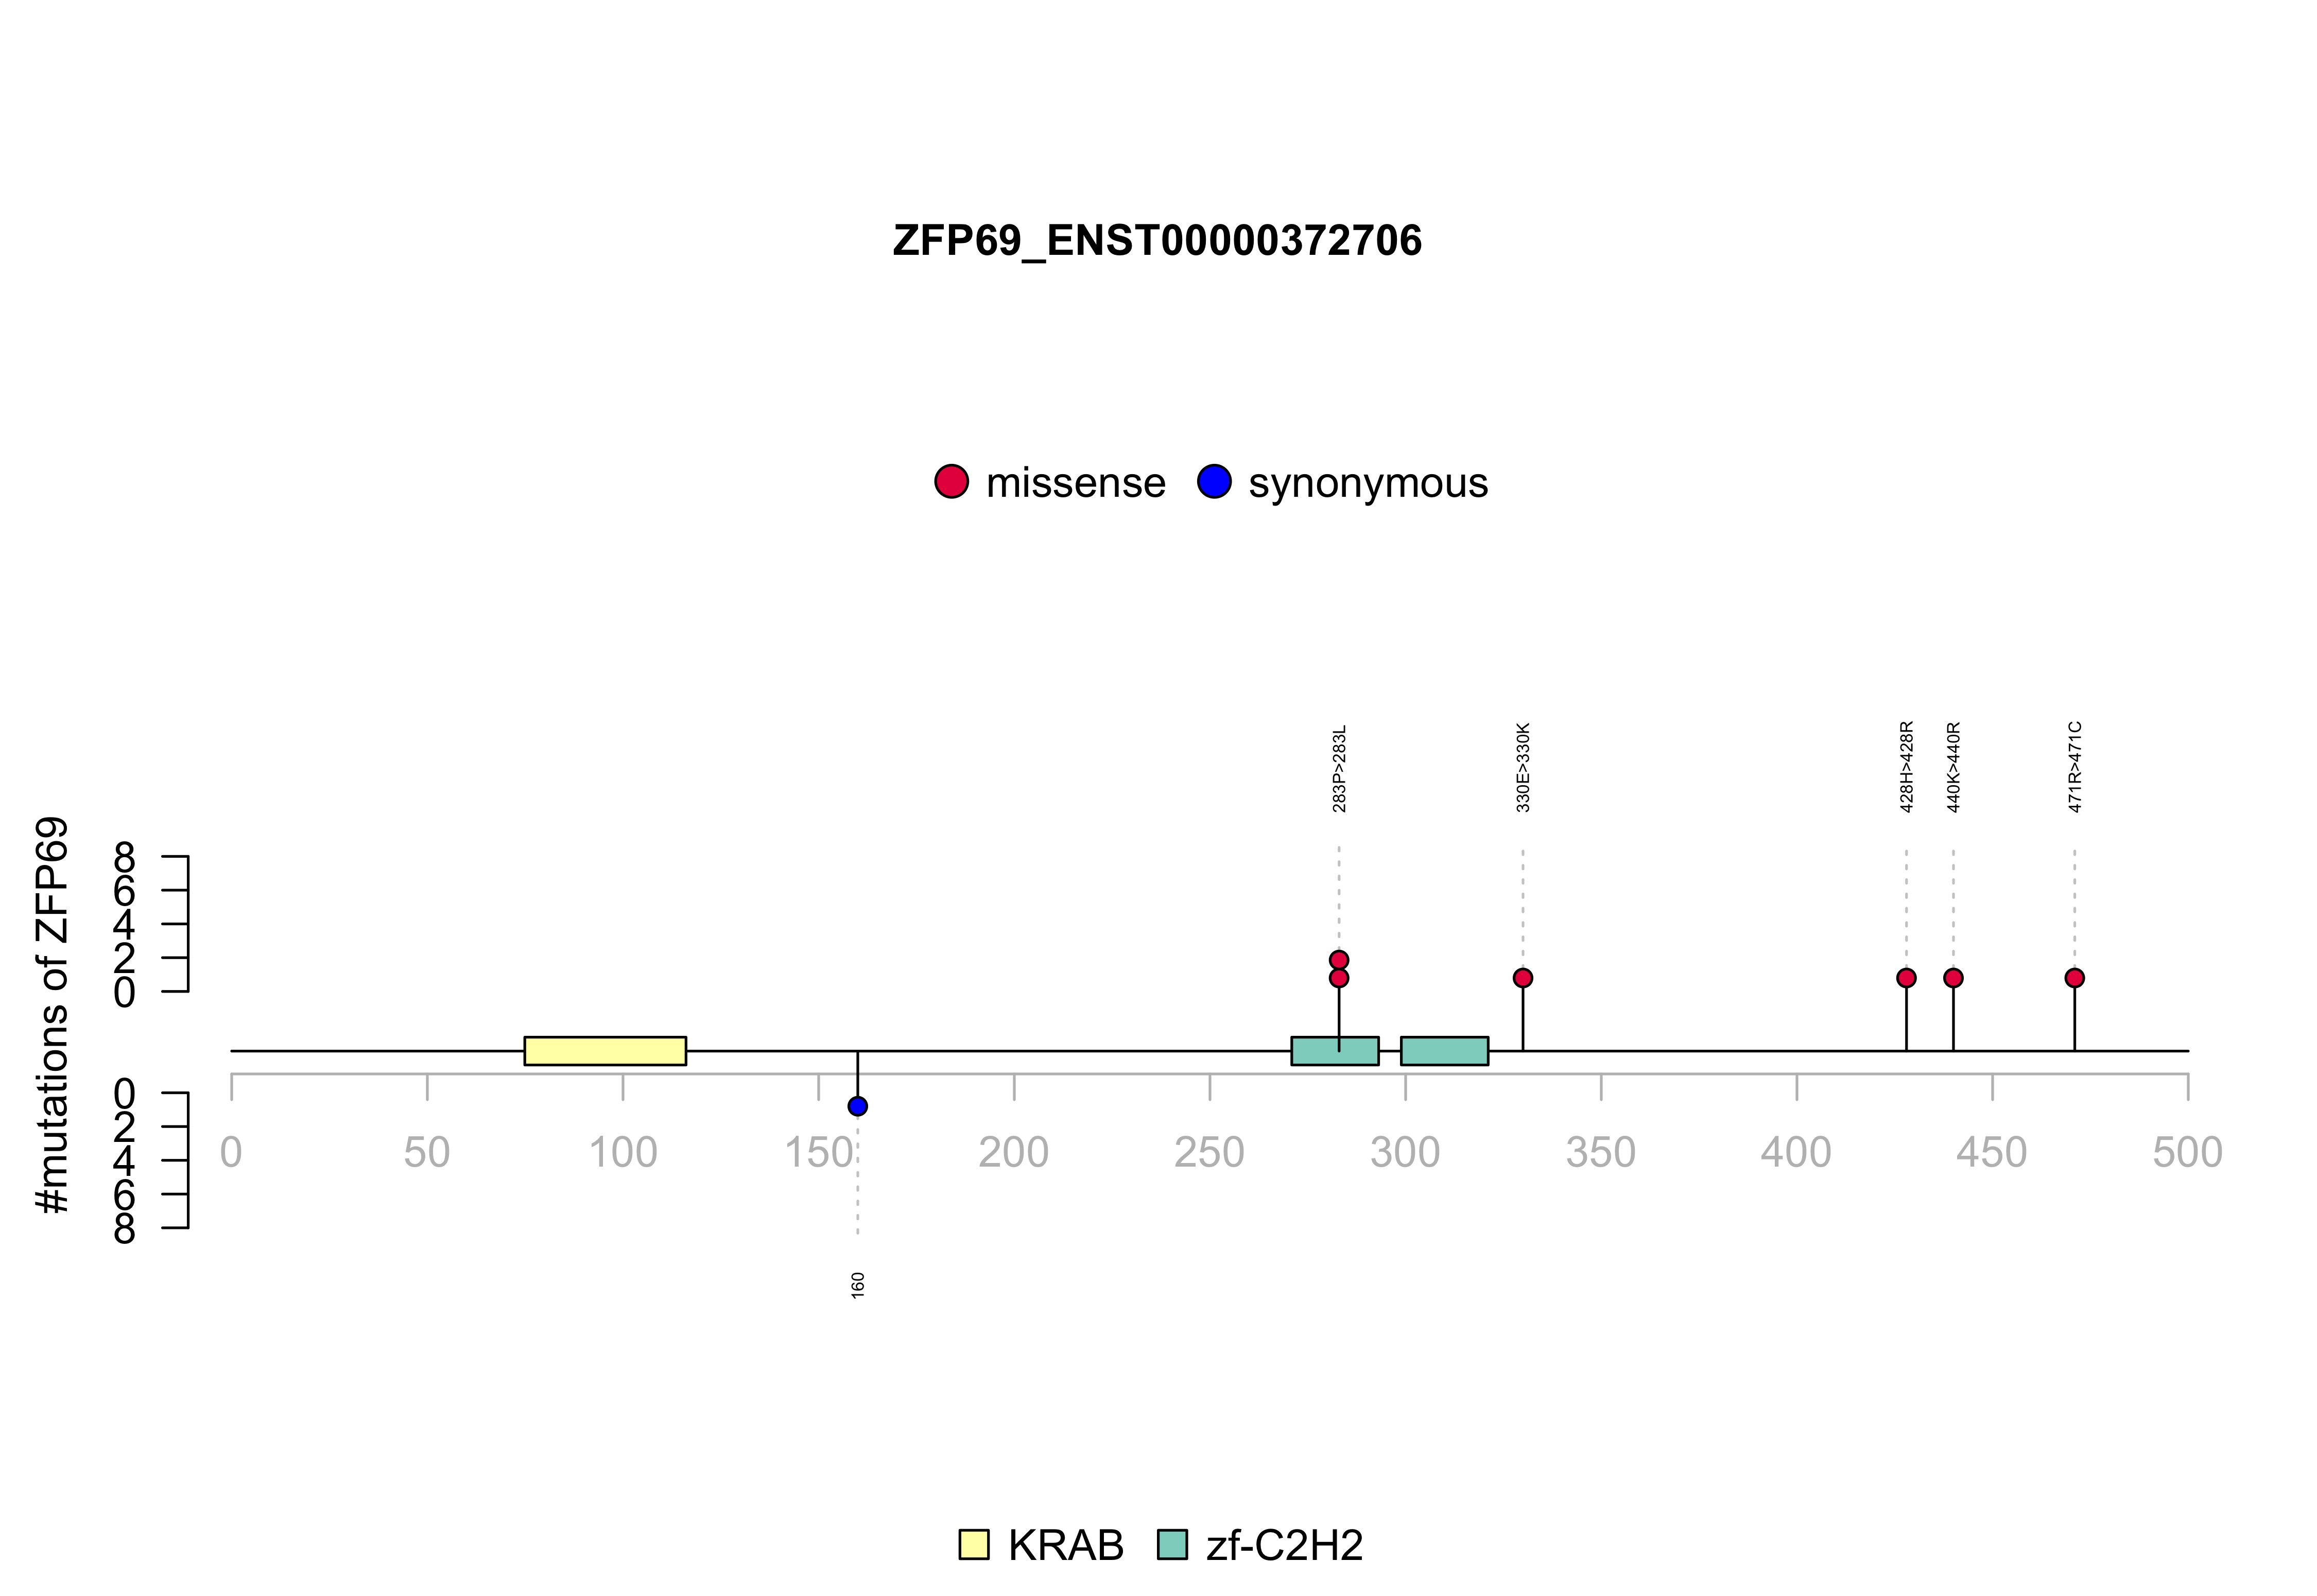 ZFP69_ENST00000372706
missense synonymous
283P>283L
330E>330K
428H>428R
440K>440R
471R>471C
#mutations of ZFP69
8
6
4
2
0
0
2
4
6
8
0 50 100 150 200 250 300 350 400 450 500
160
KRAB zf-C2H2